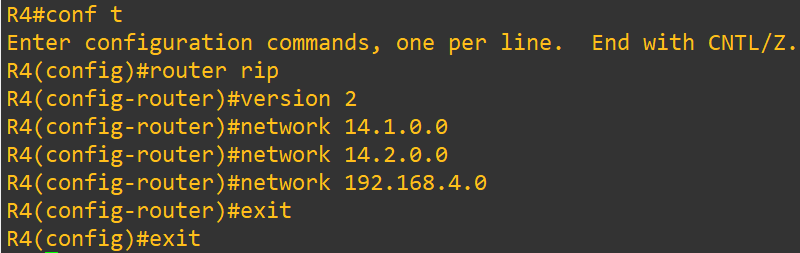 R4#conf t
Enter configuration commands, one per line.  End with CNTL/Z.
R4(config)#router rip
R4(config-router)#version 2
R4(config-router)#network 14.1.0.0
R4(config-router)#network 14.2.0.0
R4(config-router)#network 192.168.4.0
R4(config-router)#exit
R4(config)#exit